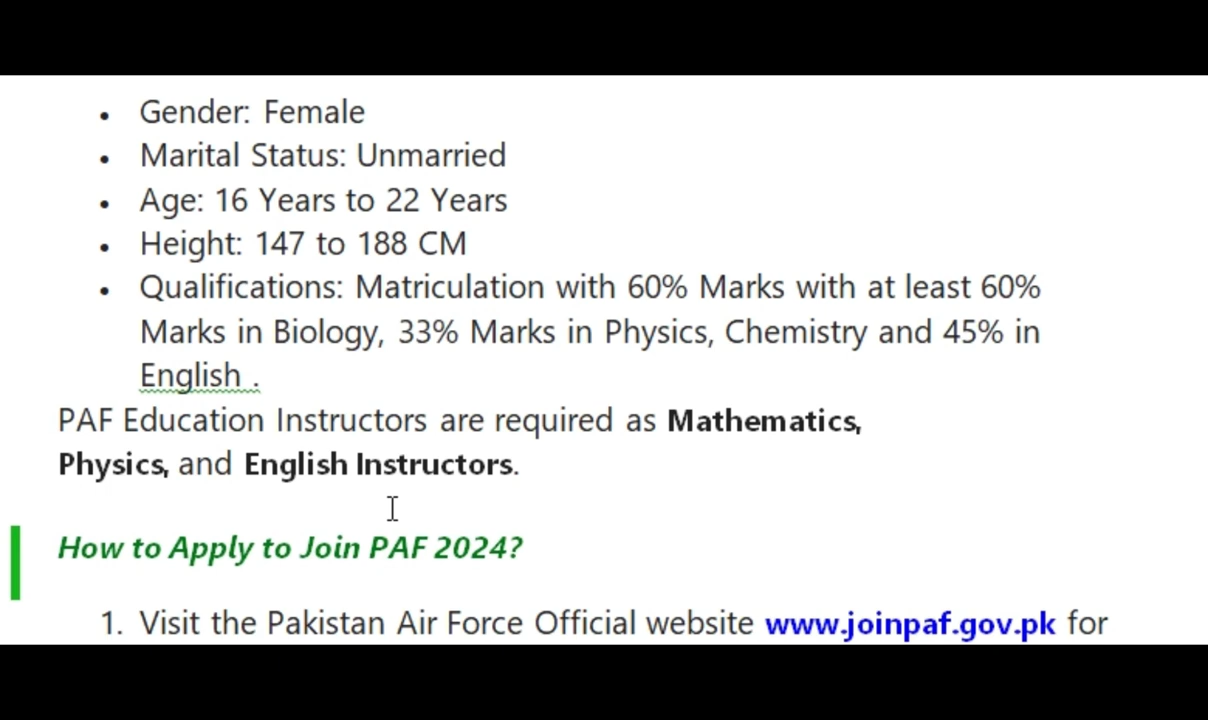 • Gender: Female
• Marital Status: Unmarried
• Age: 16 Years to 22 Years
• Height: 147 to 188 CM
• Qualifications: Matriculation with 60% Marks with at least 60%
Marks in Biology, 33% Marks in Physics, Chemistry and 45% in
English .
PAF Education Instructors are required as Mathematics,
Physics, and English Instructors.
How to Apply to Join PAF 2024?
1. Visit the Pakistan Air Force Official website www.joinpaf.gov.pk for